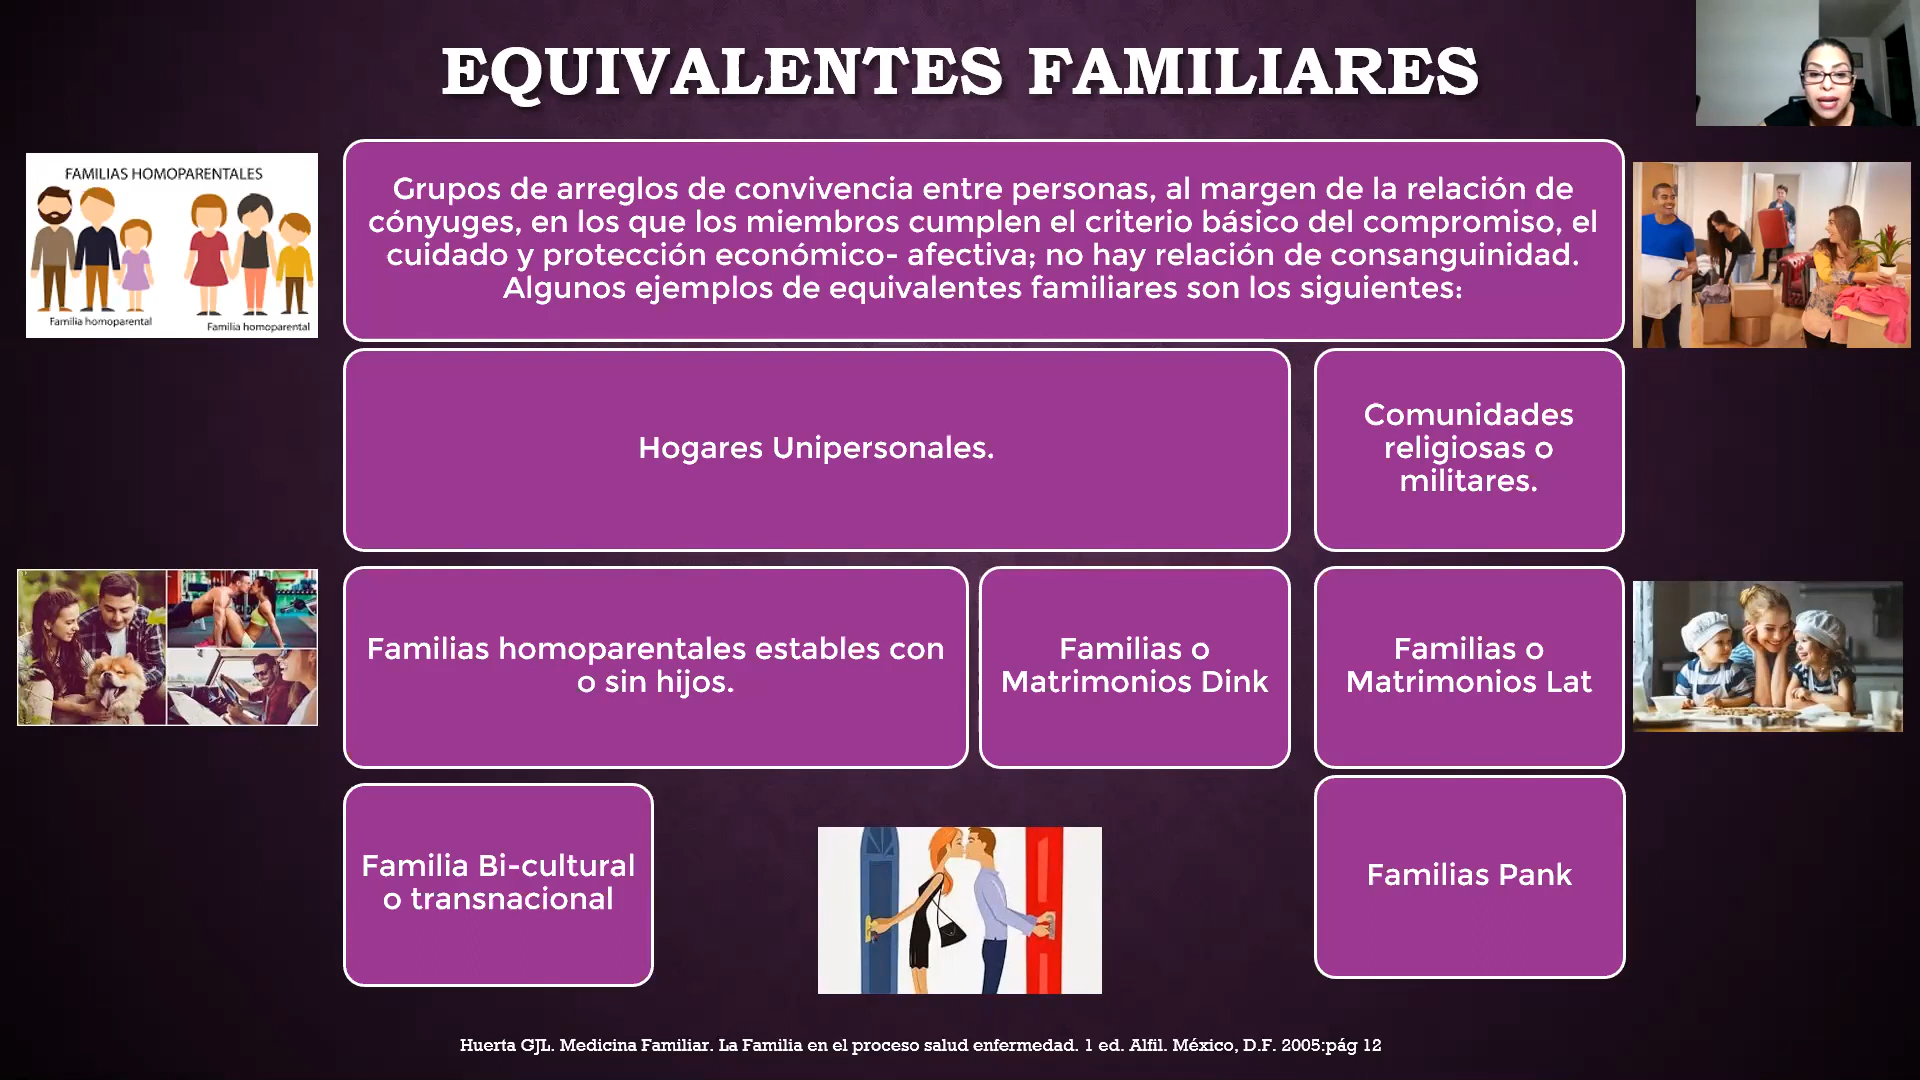 EQUIVALENTES FAMILIARES
FAMILIAS HOMOPARENTALES
Familia homoparental
Familia homoparental
Grupos de arreglos de convivencia entre personas, al margen de la relación de
cónyuges, en los que los miembros cumplen el criterio básico del compromiso, el
cuidado y protección económico- afectiva; no hay relación de consanguinidad.
Algunos ejemplos de equivalentes familiares son los siguientes:
Hogares Unipersonales.
Comunidades
religiosas o
militares.
Familias homoparentales estables con
o sin hijos.
Familias o
Matrimonios Dink
Familias o
Matrimonios Lat
Familia Bi-cultural
o transnacional
Familias Pank
Huerta GJL. Medicina Familiar. La Familia en el proceso salud enfermedad. 1 ed. Alfil. México, D.F. 2005:pág 12